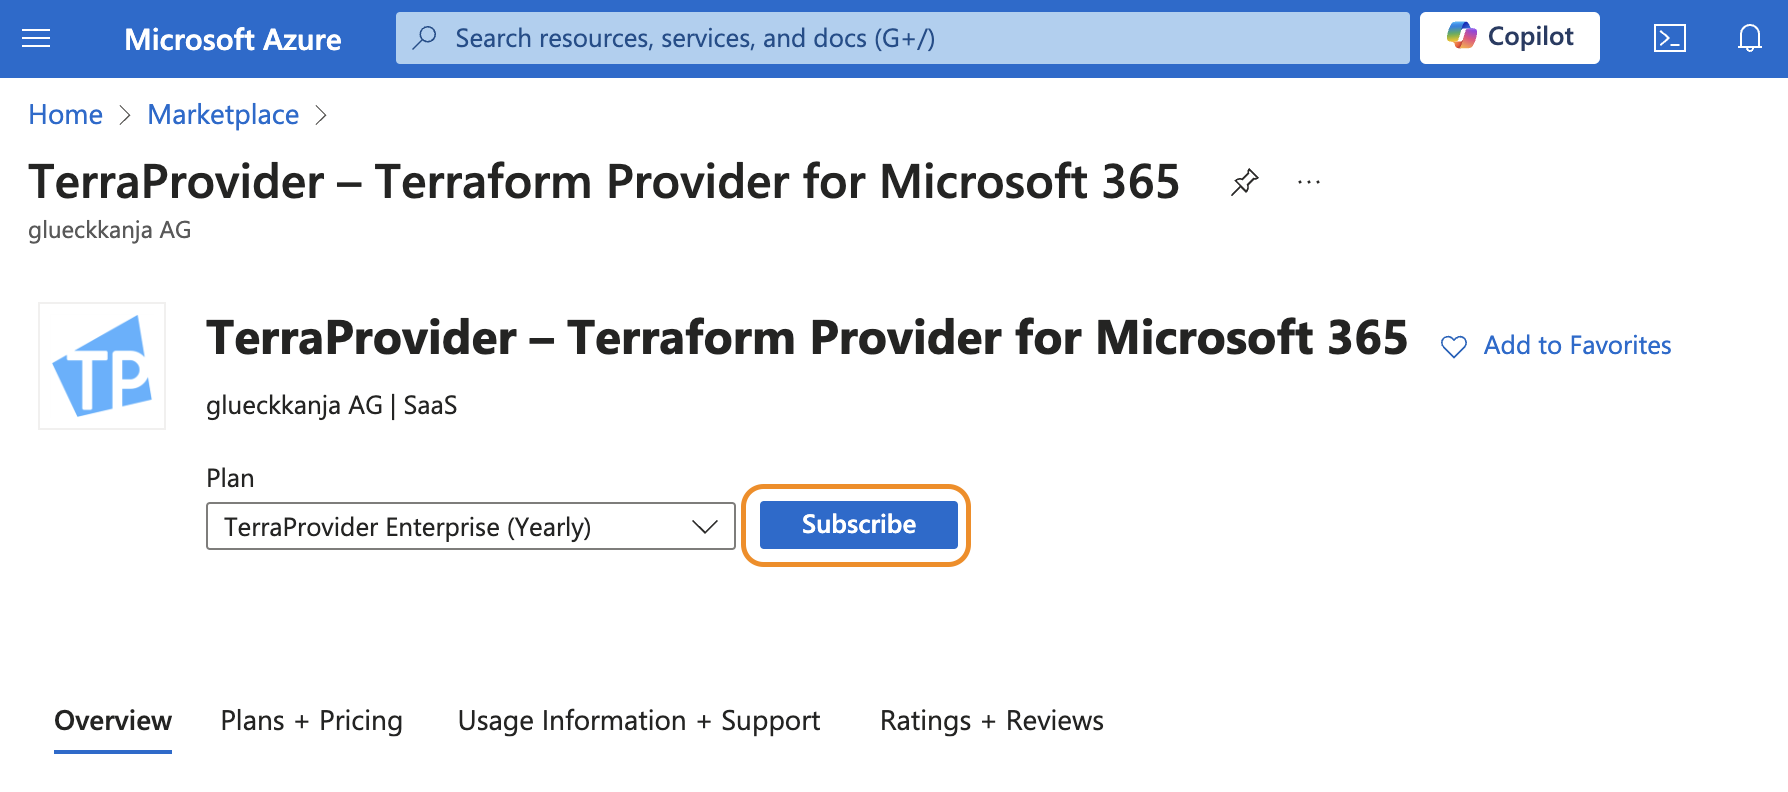 Microsoft Azure
Search resources, services, and docs (G+/)
Copilot
Home > Marketplace >
TerraProvider – Terraform Provider for Microsoft 365 ...
glueckkanja AG
TP
TerraProvider – Terraform Provider for Microsoft 365
Add to Favorites
glueckkanja AG | SaaS
Plan
TerraProvider Enterprise (Yearly)
Subscribe
Overview Plans + Pricing Usage Information + Support Ratings + Reviews